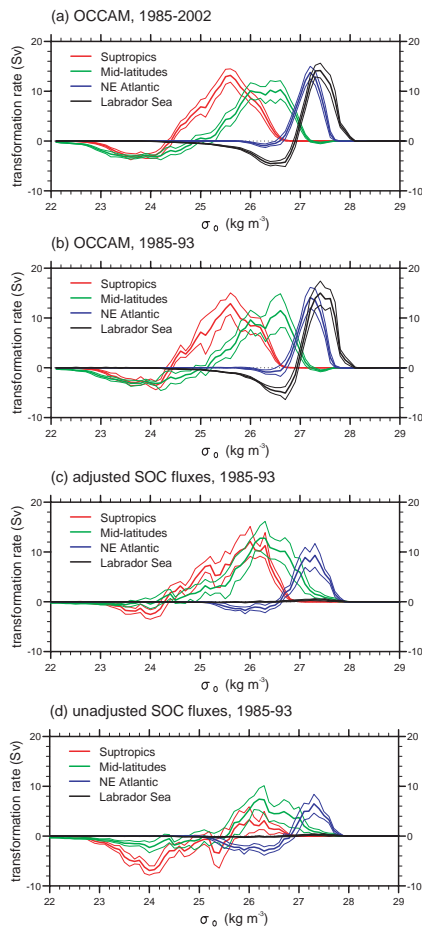 (a) OCCAM, 1985-2002
transformation rate (Sv)
20 20
10 10
0 0
-10 -10
Suptropics
Mid-latitudes
NE Atlantic
Labrador Sea
22 23 24 25 26 27 28 29
σ₀ (kg m-3)
(b) OCCAM, 1985-93
transformation rate (Sv)
20 20
10 10
0 0
-10 -10
Suptropics
Mid-latitudes
NE Atlantic
Labrador Sea
22 23 24 25 26 27 28 29
σ₀ (kg m-3)
(c) adjusted SOC fluxes, 1985-93
transformation rate (Sv)
20 20
10 10
0 0
-10 -10
Suptropics
Mid-latitudes
NE Atlantic
Labrador Sea
22 23 24 25 26 27 28 29
σ₀ (kg m-3)
(d) unadjusted SOC fluxes, 1985-93
transformation rate (Sv)
20 20
10 10
0 0
-10 -10
Suptropics
Mid-latitudes
NE Atlantic
Labrador Sea
22 23 24 25 26 27 28 29
σ₀ (kg m-3)